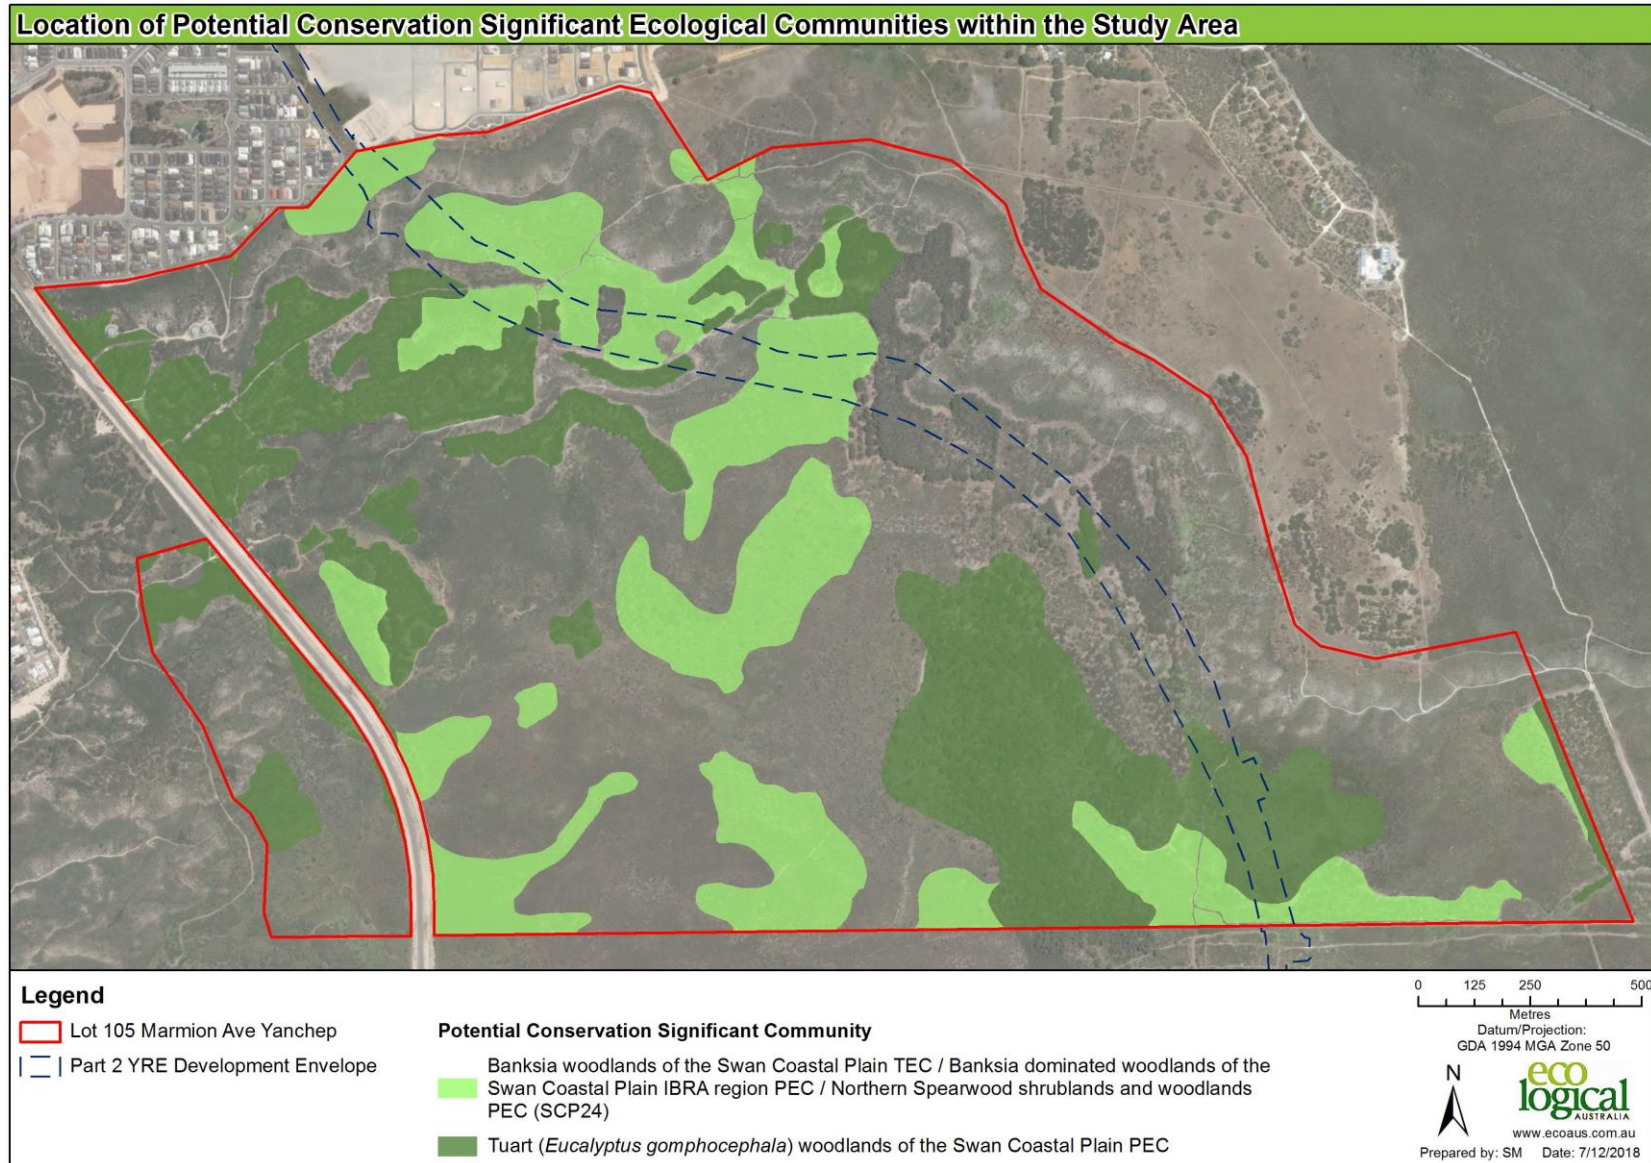 Location of Potential Conservation Significant Ecological Communities within the Study Area
Legend
Lot 105 Marmion Ave Yanchep
Part 2 YRE Development Envelope
Potential Conservation Significant Community
Banksia woodlands of the Swan Coastal Plain TEC / Banksia dominated woodlands of the
Swan Coastal Plain IBRA region PEC / Northern Spearwood shrublands and woodlands
PEC (SCP24)
Tuart (Eucalyptus gomphocephala) woodlands of the Swan Coastal Plain PEC
0 125 250 500
Metres
Datum/Projection:
GDA 1994 MGA Zone 50
N
eco
logical
AUSTRALIA
www.ecoaus.com.au
Prepared by: SM Date: 7/12/2018